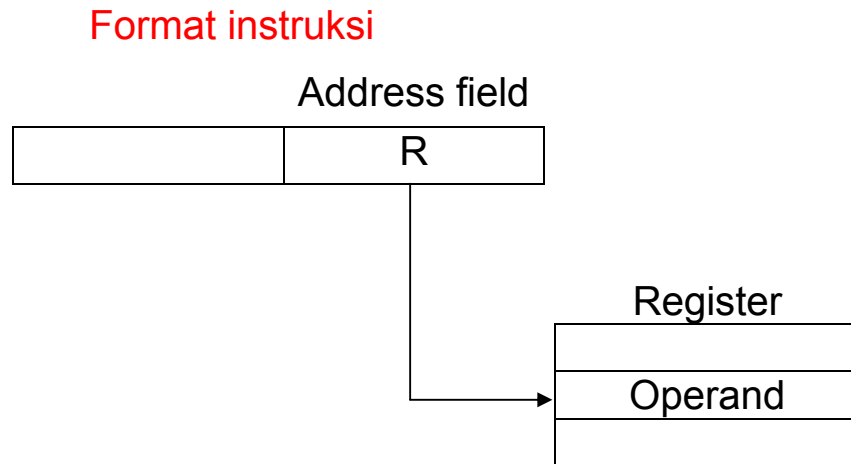 Format instruksi
Address field
R
Register
Operand